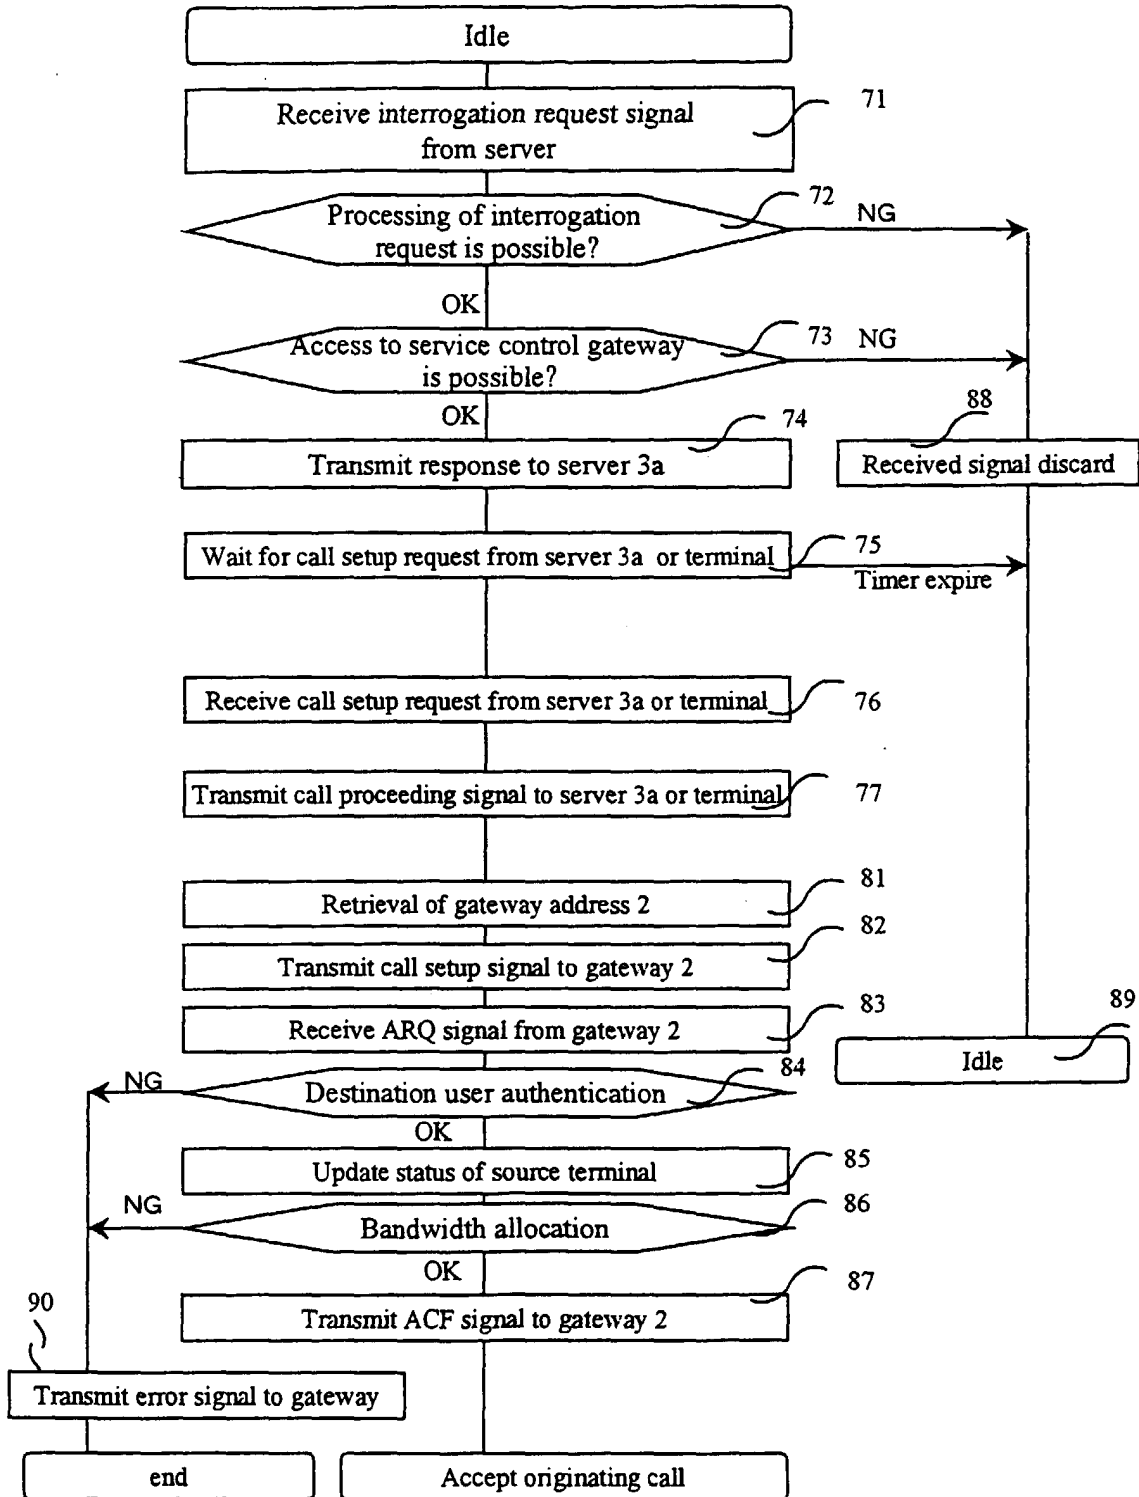 Idle
Receive interrogation request signal
from server
71
Processing of interrogation
request is possible?
72
NG
OK
Access to service control gateway
is possible?
73
NG
OK
Transmit response to server 3a
74
88
Received signal discard
Wait for call setup request from server 3a or terminal
75
Timer expire
Receive call setup request from server 3a or terminal
76
Transmit call proceeding signal to server 3a or terminal
77
Retrieval of gateway address 2
81
Transmit call setup signal to gateway 2
82
Receive ARQ signal from gateway 2
83
89
Idle
NG
Destination user authentication
84
OK
Update status of source terminal
85
NG
Bandwidth allocation
86
OK
Transmit ACF signal to gateway 2
87
90
Transmit error signal to gateway
end
Accept originating call